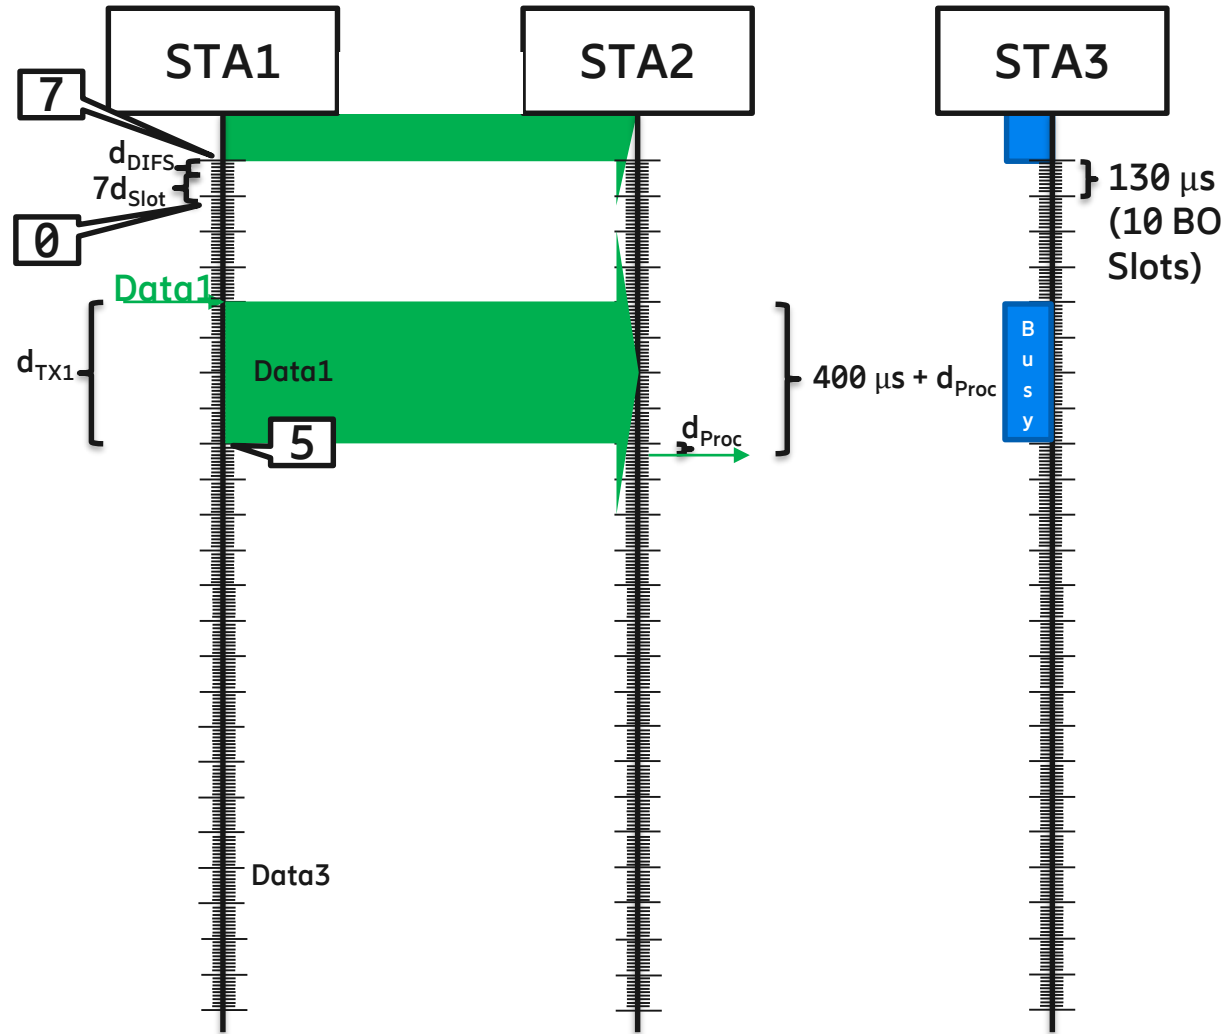 STA1
STA2
STA3
7
dDIFS
7dSlot
0
130 μs
(10 BO
Slots)
Data1
dTX1
Data1
5
400 μs + dProc
dProc
B
u
s
y
Data3